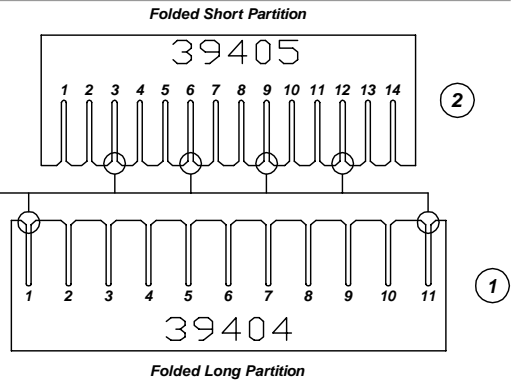 Folded Short Partition
39405
1 2 3 4 5 6 7 8 9 10 11 12 13 14
2
1 2 3 4 5 6 7 8 9 10 11
1
39404
Folded Long Partition